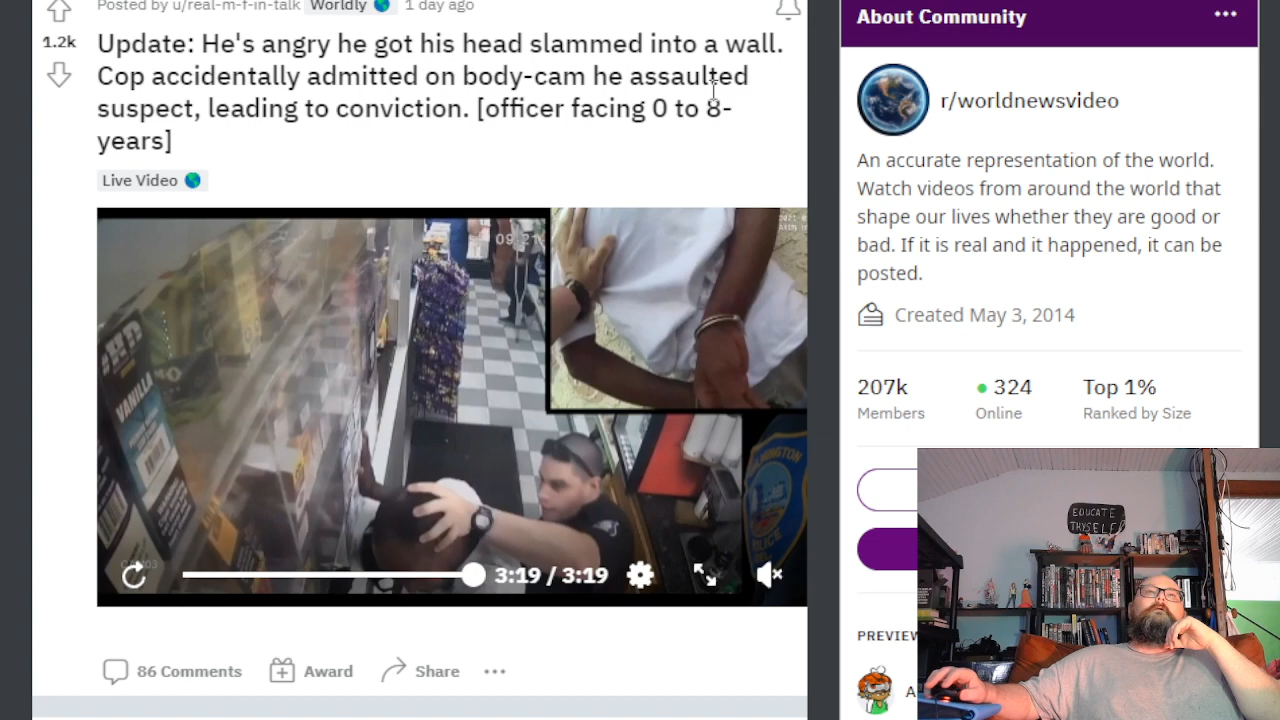 Posted by u/real-m-f-in-talk Worldly 1 day ago
1.2k
Update: He's angry he got his head slammed into a wall.
Cop accidentally admitted on body-cam he assaulted
suspect, leading to conviction. [officer facing 0 to 8-
years]
Live Video
09:21
VANILLA
3:19 / 3:19
86 Comments
Award
Share
About Community
r/worldnewsvideo
An accurate representation of the world.
Watch videos from around the world that
shape our lives whether they are good or
bad. If it is real and it happened, it can be
posted.
Created May 3, 2014
207k
324
Top 1%
Members
Online
Ranked by Size
EDUCATE
THYSELF!
PREVIEW
A